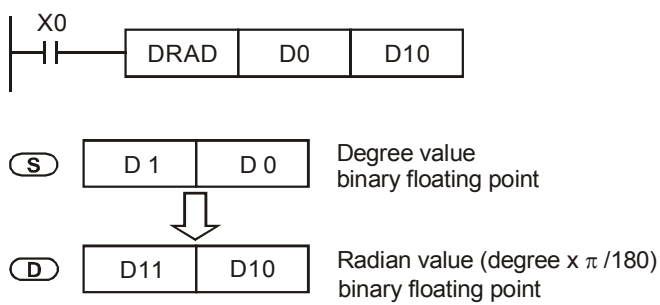 X0
DRAD D0 D10
S D 1 D 0 Degree value
binary floating point
D D11 D10 Radian value (degree x π /180)
binary floating point